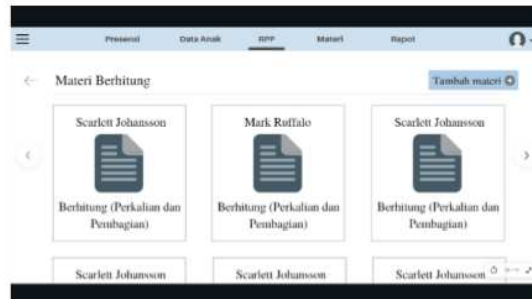 Presensi Data Anak RPP Materi Rapot
Materi Berhitung Tambah materi
Scarlett Johansson Mark Ruffalo Scarlett Johansson
Berhitung (Perkalian dan Berhitung (Perkalian dan Berhitung (Perkalian dan
Pembagian) Pembagian) Pembagian)
Scarlett Johansson Scarlett Johansson Scarlett Johansson